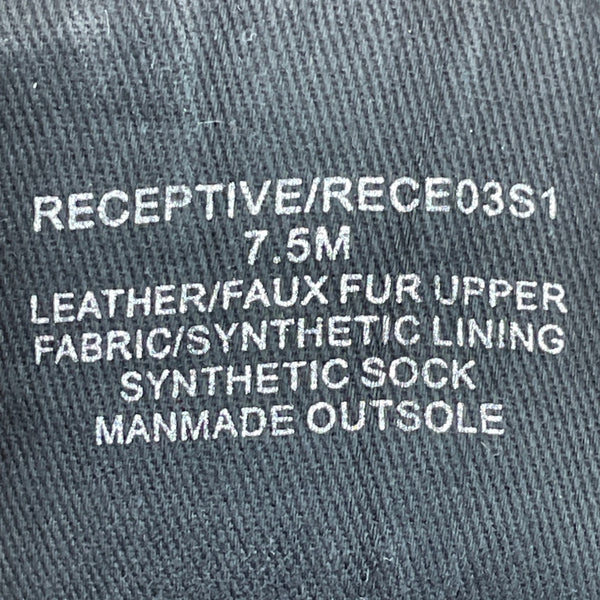 RECEPTIVE/RECE03S1
7.5M
LEATHER/FAUX FUR UPPER
FABRIC/SYNTHETIC LINING
SYNTHETIC SOCK
MANMADE OUTSOLE